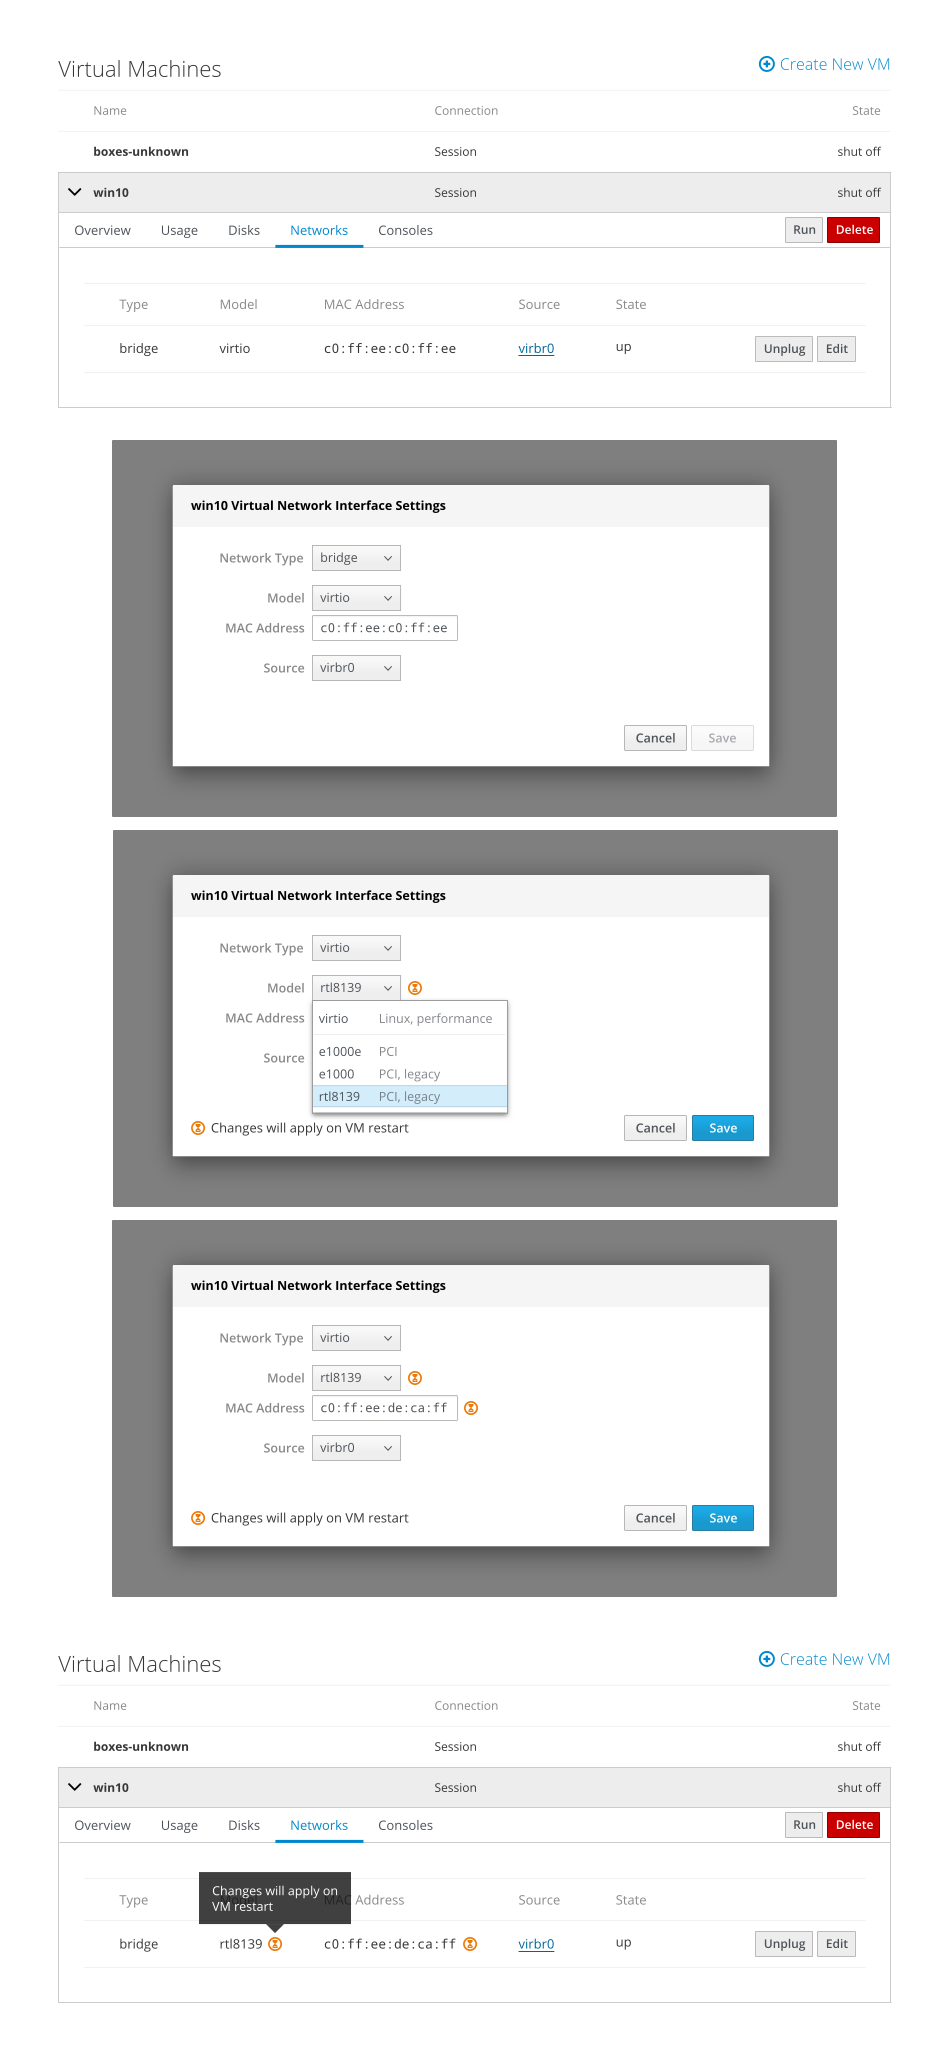 Virtual Machines
Create New VM
Name Connection State
boxes-unknown Session shut off
win10 Session shut off
Overview Usage Disks Networks Consoles Run Delete
Type Model MAC Address Source State
bridge virtio c0:ff:ee:c0:ff:ee virbr0 up Unplug Edit
win10 Virtual Network Interface Settings
Network Type bridge
Model virtio
MAC Address c0:ff:ee:c0:ff:ee
Source virbr0
Cancel Save
win10 Virtual Network Interface Settings
Network Type virtio
Model rtl8139
MAC Address virtio Linux, performance
e1000e PCI
Source
e1000 PCI, legacy
rtl8139 PCI, legacy
Changes will apply on VM restart Cancel Save
win10 Virtual Network Interface Settings
Network Type virtio
Model rtl8139
MAC Address c0:ff:ee:de:ca:ff
Source virbr0
Changes will apply on VM restart Cancel Save
Virtual Machines
Create New VM
Name Connection State
boxes-unknown Session shut off
win10 Session shut off
Overview Usage Disks Networks Consoles Run Delete
Changes will apply on
VM restart
Type Model MAC Address Source State
bridge rtl8139 c0:ff:ee:de:ca:ff virbr0 up Unplug Edit